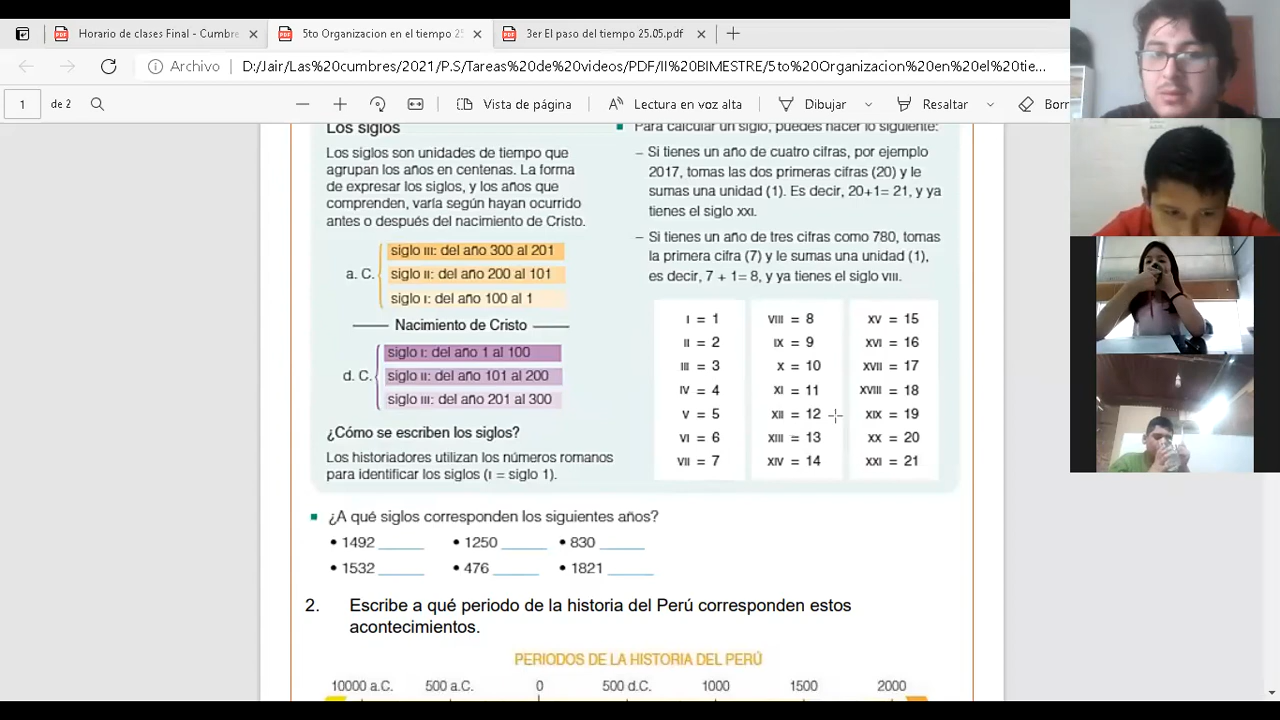 Horario de clases Final - Cumbre
5to Organizacion en el tiempo 25
3er El paso del tiempo 25.05.pdf
Archivo
D:/Jair/Las%20cumbres/2021/P.S/Tareas%20de%20videos/PDF/II%20BIMESTRE/5to%20Organizacion%20en%20el%20tie...
1
de 2
Vista de página
Lectura en voz alta
Dibujar
Resaltar
Borr
Los siglos
Los siglos son unidades de tiempo que
agrupan los años en centenas. La forma
de expresar los siglos, y los años que
comprenden, varía según hayan ocurrido
antes o después del nacimiento de Cristo.
a. C.
siglo III: del año 300 al 201
siglo II: del año 200 al 101
siglo I: del año 100 al 1
Nacimiento de Cristo
d. C.
siglo I: del año 1 al 100
siglo II: del año 101 al 200
siglo III: del año 201 al 300
¿Cómo se escriben los siglos?
Los historiadores utilizan los números romanos
para identificar los siglos (I = siglo 1).
Para calcular un siglo, puedes hacer lo siguiente:
– Si tienes un año de cuatro cifras, por ejemplo
2017, tomas las dos primeras cifras (20) y le
sumas una unidad (1). Es decir, 20+1= 21, y ya
tienes el siglo XXI.
– Si tienes un año de tres cifras como 780, tomas
la primera cifra (7) y le sumas una unidad (1),
es decir, 7 + 1= 8, y ya tienes el siglo VIII.
I = 1
II = 2
III = 3
IV = 4
V = 5
VI = 6
VII = 7
VIII = 8
IX = 9
X = 10
XI = 11
XII = 12
XIII = 13
XIV = 14
XV = 15
XVI = 16
XVII = 17
XVIII = 18
XIX = 19
XX = 20
XXI = 21
¿A qué siglos corresponden los siguientes años?
• 1492 ______ • 1250 ______ • 830 ______
• 1532 ______ • 476 ______ • 1821 ______
2. Escribe a qué periodo de la historia del Perú corresponden estos
acontecimientos.
PERIODOS DE LA HISTORIA DEL PERÚ
10000 a.C. 500 a.C. 0 500 d.C. 1000 1500 2000